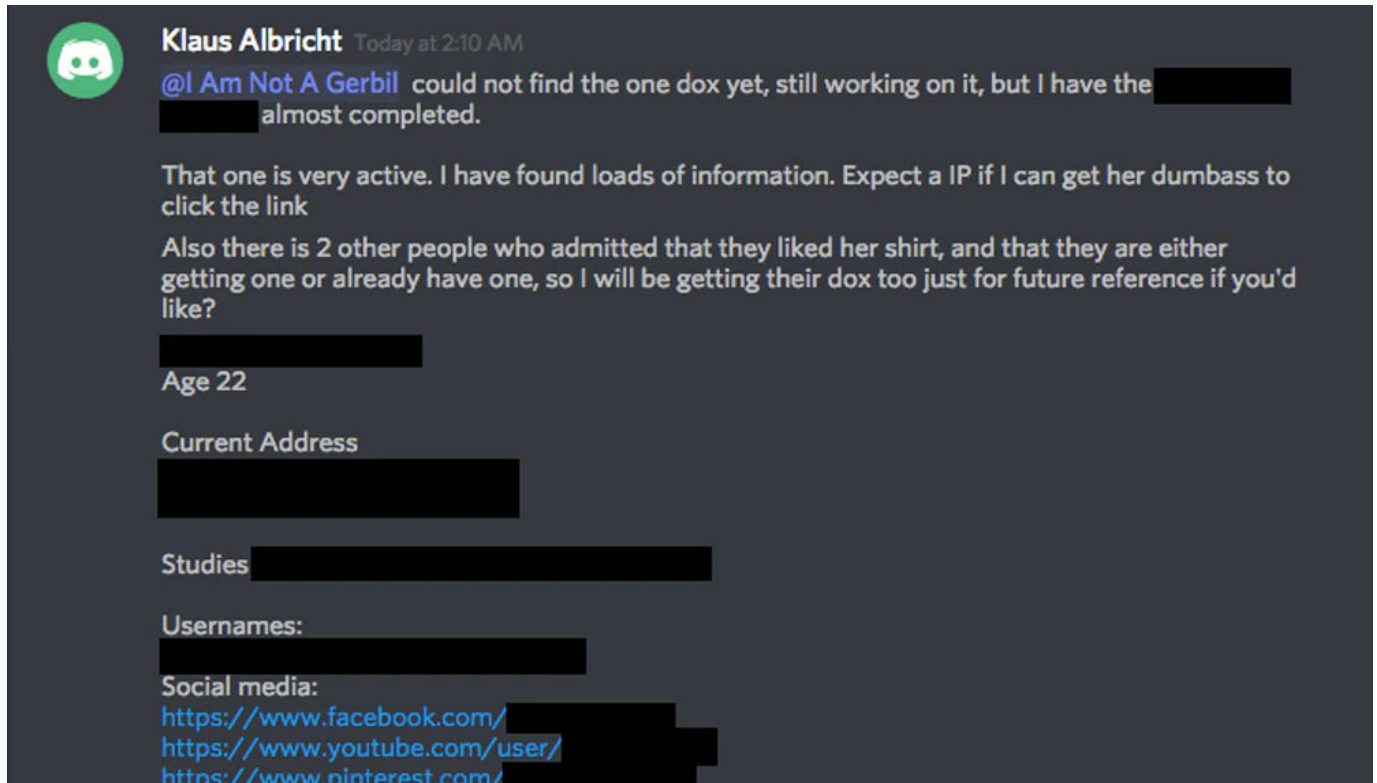 Klaus Albricht Today at 2:10 AM
@I Am Not A Gerbil could not find the one dox yet, still working on it, but I have the
almost completed.
That one is very active. I have found loads of information. Expect a IP if I can get her dumbass to
click the link
Also there is 2 other people who admitted that they liked her shirt, and that they are either
getting one or already have one, so I will be getting their dox too just for future reference if you'd
like?
Age 22
Current Address
Studies
Usernames:
Social media:
https://www.facebook.com/
https://www.youtube.com/user/
https://www.pinterest.com/